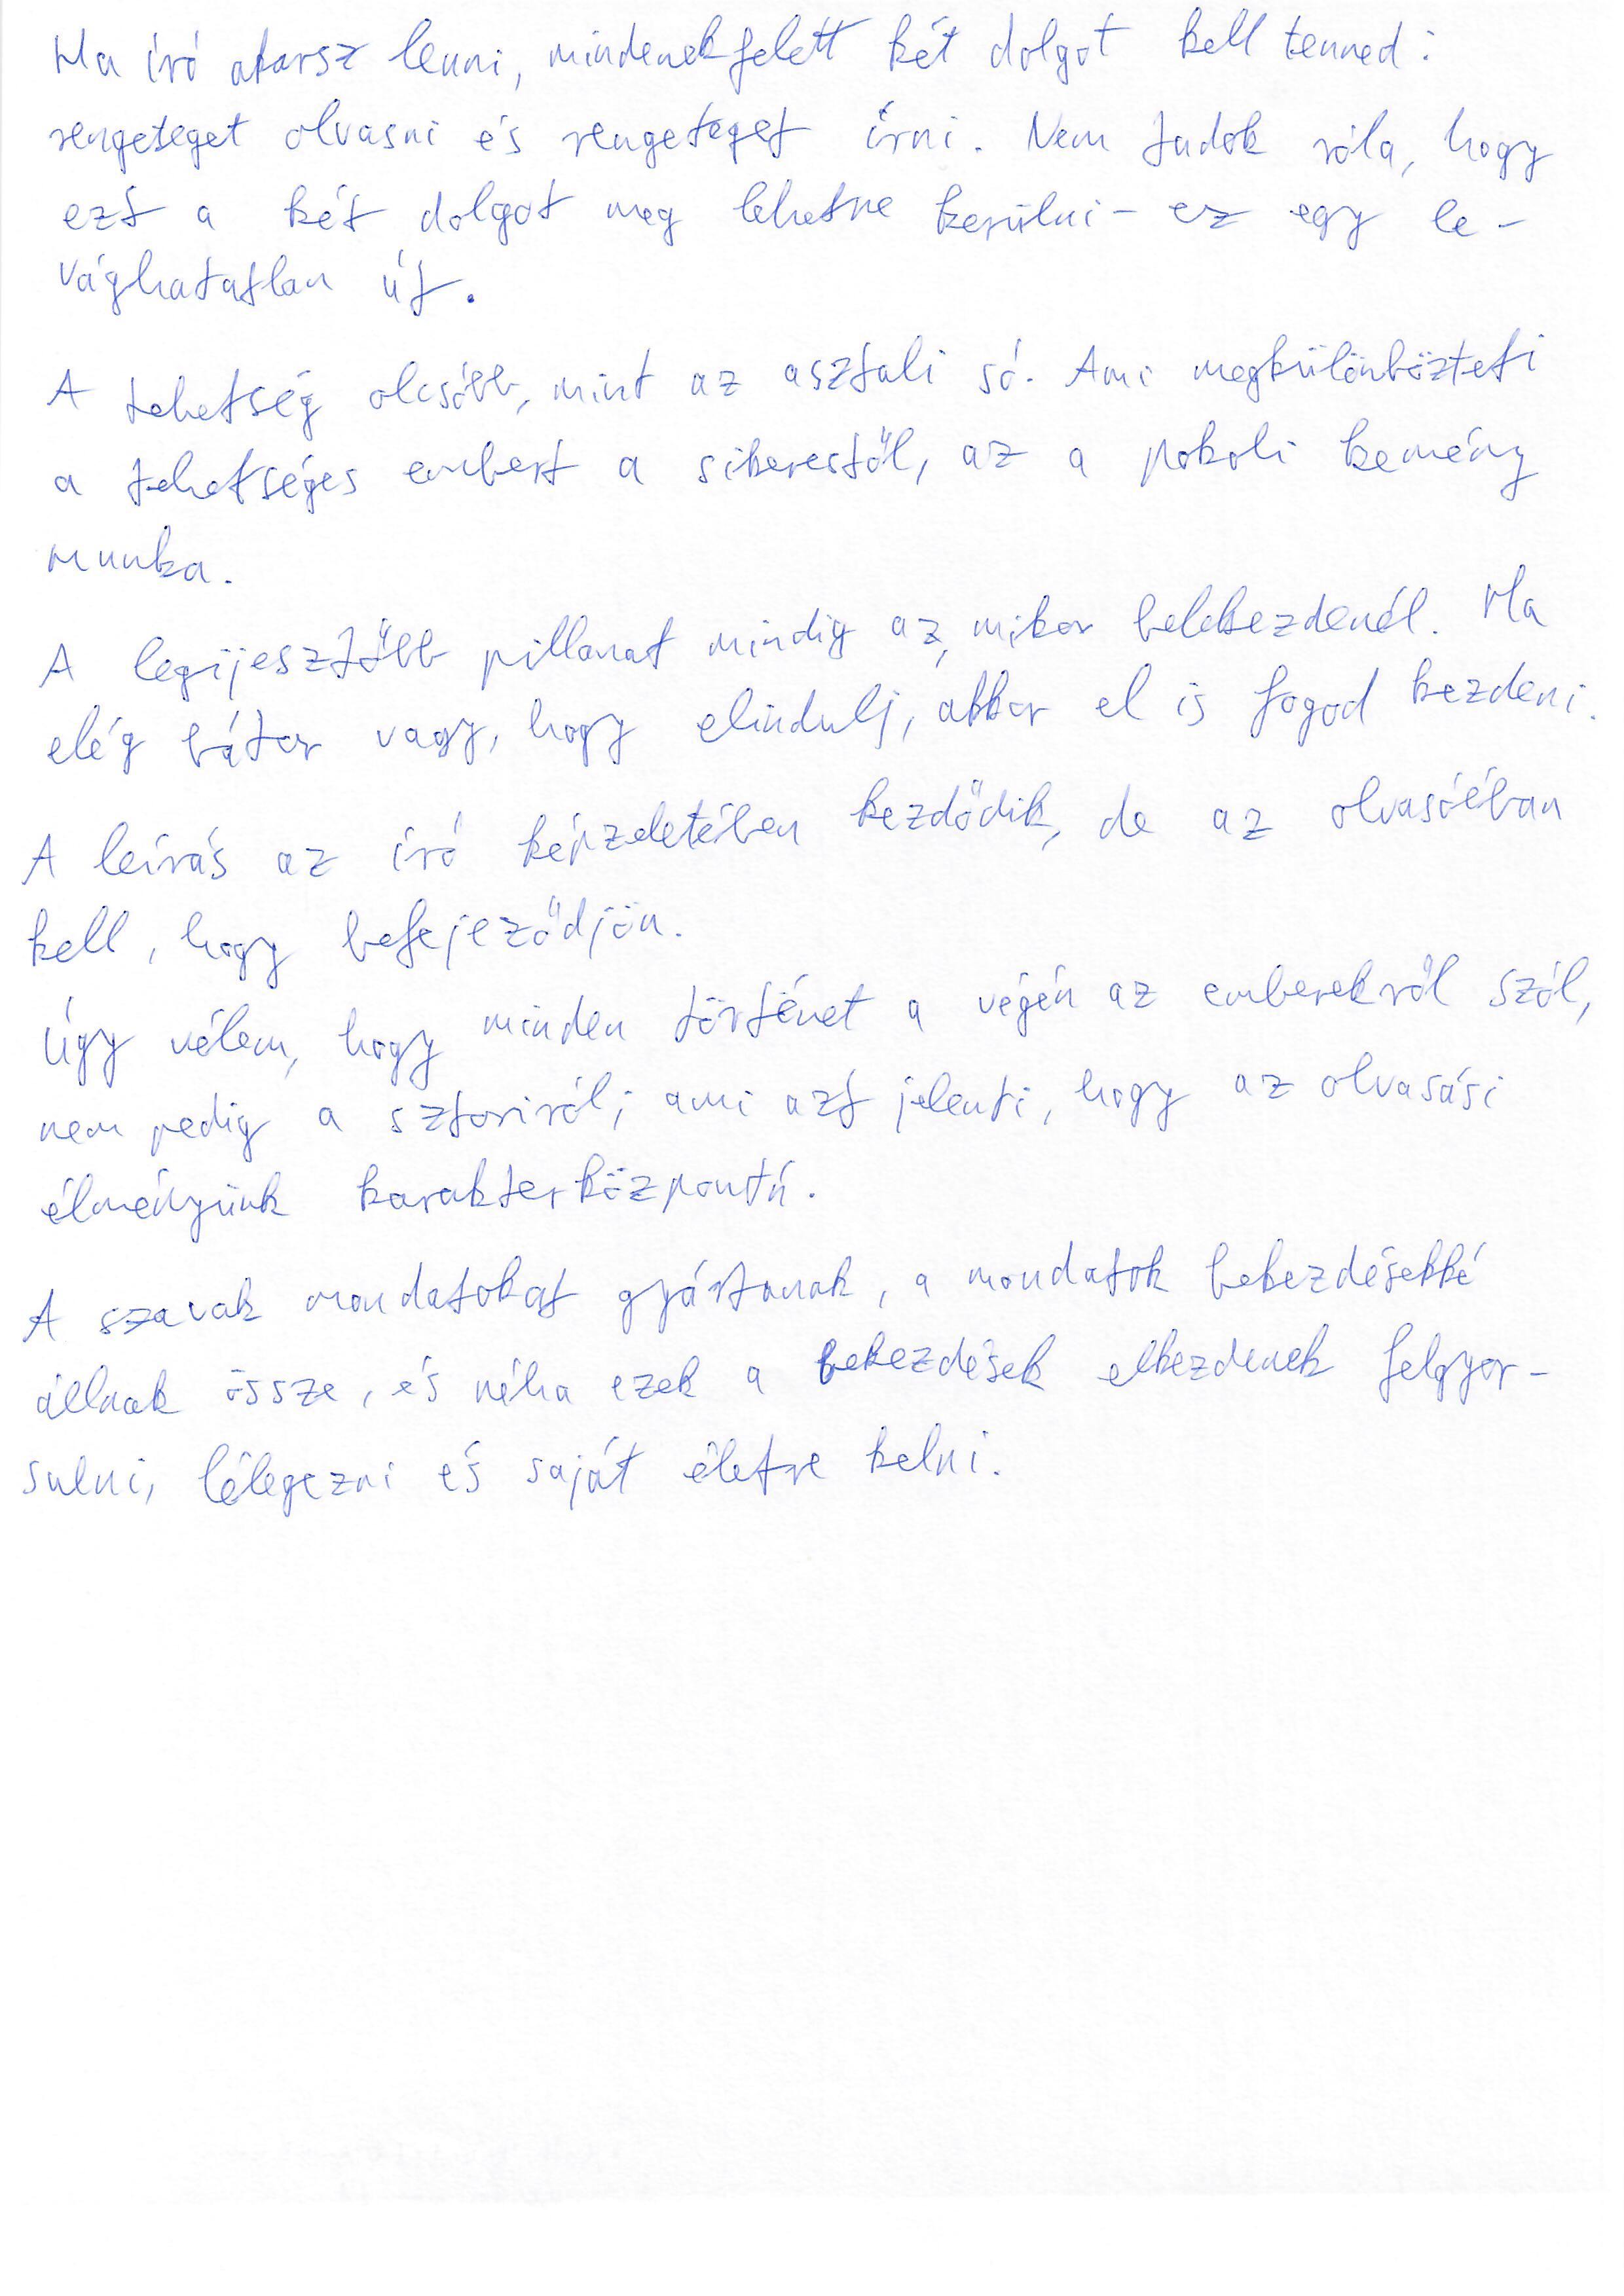 Ha író akarsz lenni, mindenekfelett két dolgot kell tenned:
rengeteget olvasni és rengeteget írni. Nem tudok róla, hogy
ezt a két dolgot meg lehetne kerülni - ez egy le-
vághatatlan út.
A tehetség olcsóbb, mint az asztali só. Ami megkülönbözteti
a tehetséges embert a sikerestől, az a pokoli kemény
munka.
A legijesztőbb pillanat mindig az, mikor belekezdenél. Ha
elég bátor vagy, hogy elindulj, akkor el is fogod kezdeni.
A leírás az író képzeletében kezdődik, de az olvasóéban
kell, hogy befejeződjön.
Úgy vélem, hogy minden történet a végén az emberekről szól,
nem pedig a sztoriról; ami azt jelenti, hogy az olvasási
élményünk karakterközpontú.
A szavak mondatokat gyártanak, a mondatok bekezdésekké
állnak össze, és néha ezek a bekezdések elkezdenek felgyor-
sulni, lélegezni és saját életre kelni.